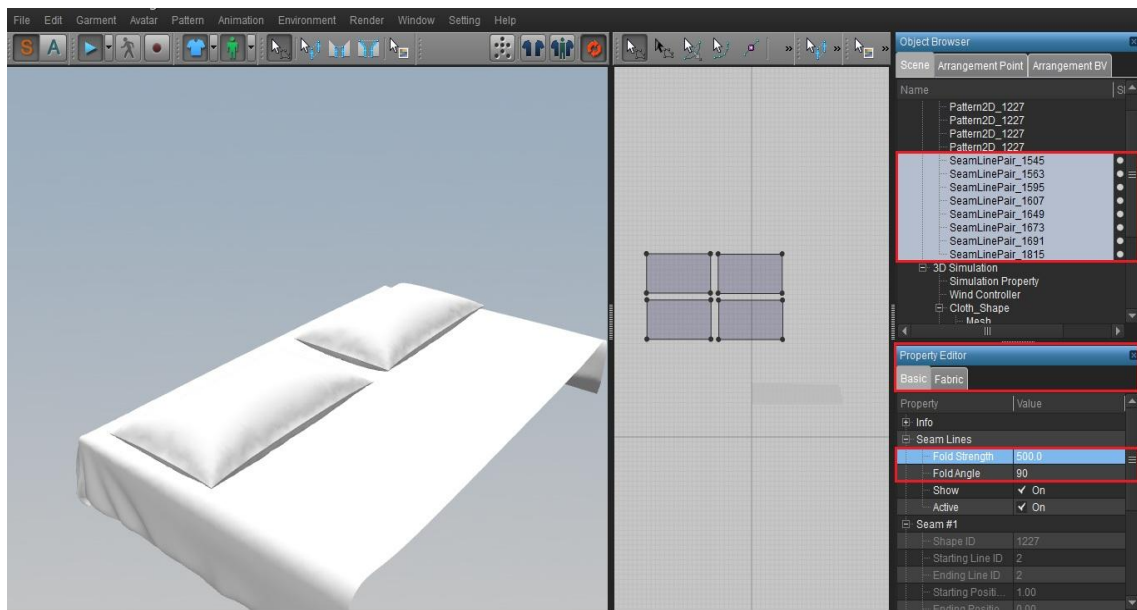 File Edit Garment Avatar Pattern Animation Environment Render Window Setting Help
S A » » »
Object Browser
Scene Arrangement Point Arrangement BV
Name
Pattern2D_1227
Pattern2D_1227
Pattern2D_1227
Pattern2D_1227
SeamLinePair_1545
SeamLinePair_1563
SeamLinePair_1595
SeamLinePair_1607
SeamLinePair_1649
SeamLinePair_1673
SeamLinePair_1691
SeamLinePair_1815
3D Simulation
Simulation Property
Wind Controller
Cloth_Shape
Mesh
Property Editor
Basic Fabric
Property Value
Info
Seam Lines
Fold Strength 500.0
Fold Angle 90
Show On
Active On
Seam #1
Shape ID 1227
Starting Line ID 2
Ending Line ID 2
Starting Positi... 1.00
Ending Positio... 0.00